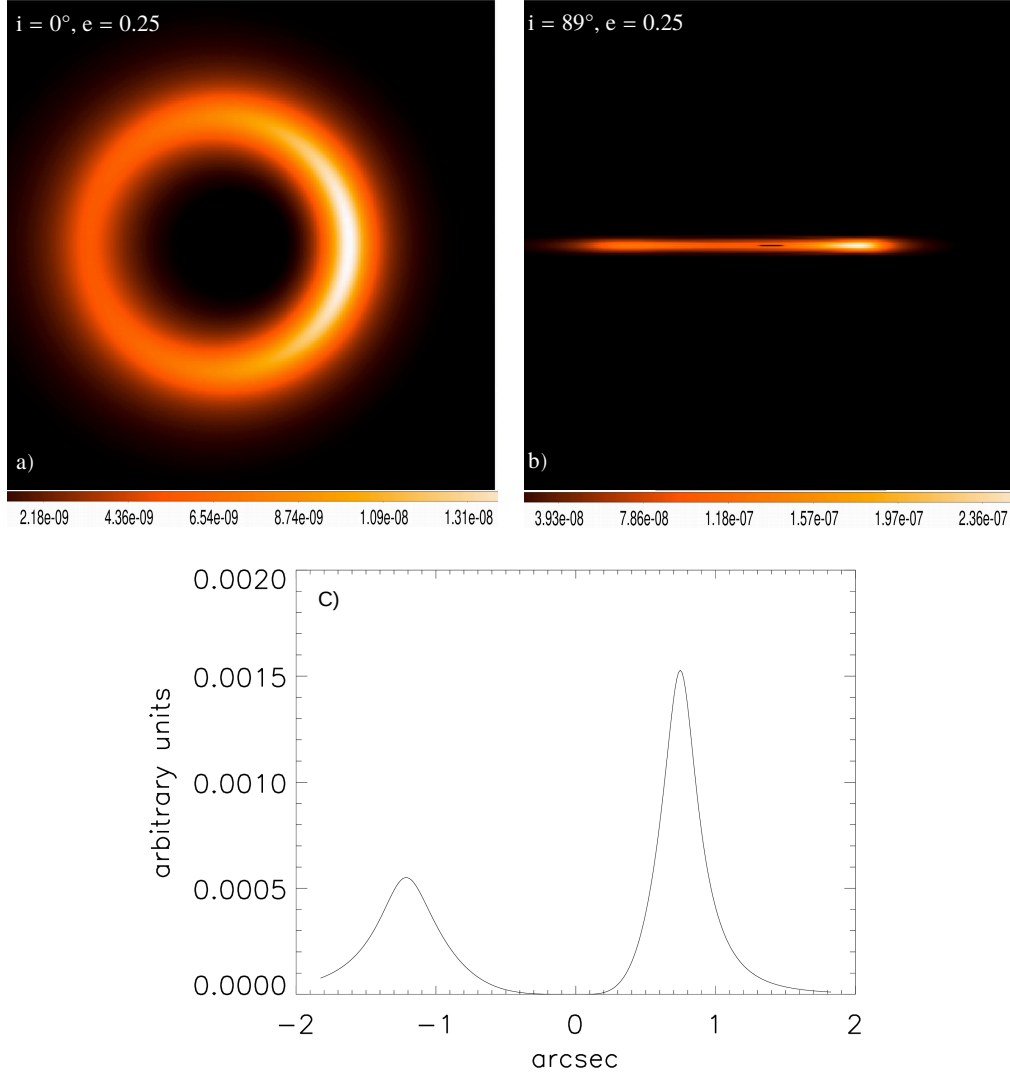 i = 0°, e = 0.25
a)
2.18e-09 4.36e-09 6.54e-09 8.74e-09 1.09e-08 1.31e-08
i = 89°, e = 0.25
b)
3.93e-08 7.86e-08 1.18e-07 1.57e-07 1.97e-07 2.36e-07
C)
arbitrary units
0.0020
0.0015
0.0010
0.0005
0.0000
−2 −1 0 1 2
arcsec